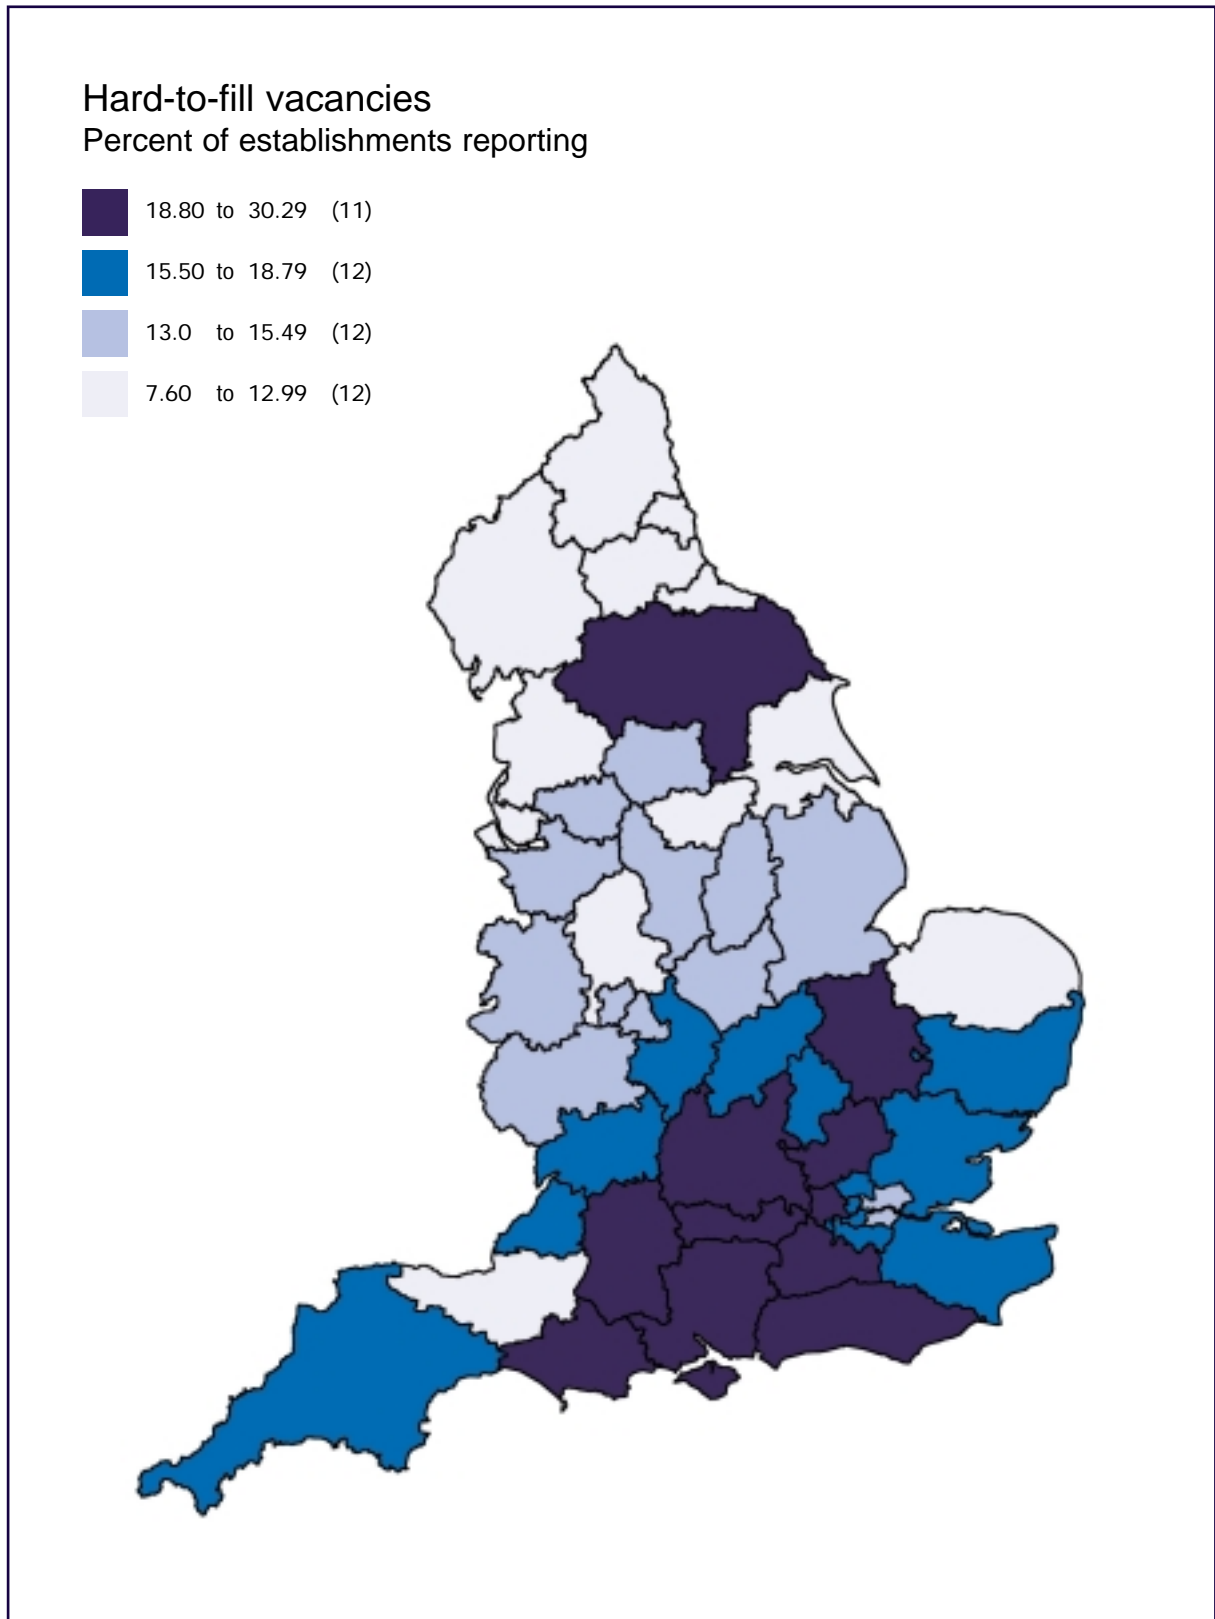 Hard-to-fill vacancies
Percent of establishments reporting
18.80 to 30.29 (11)
15.50 to 18.79 (12)
13.0 to 15.49 (12)
7.60 to 12.99 (12)